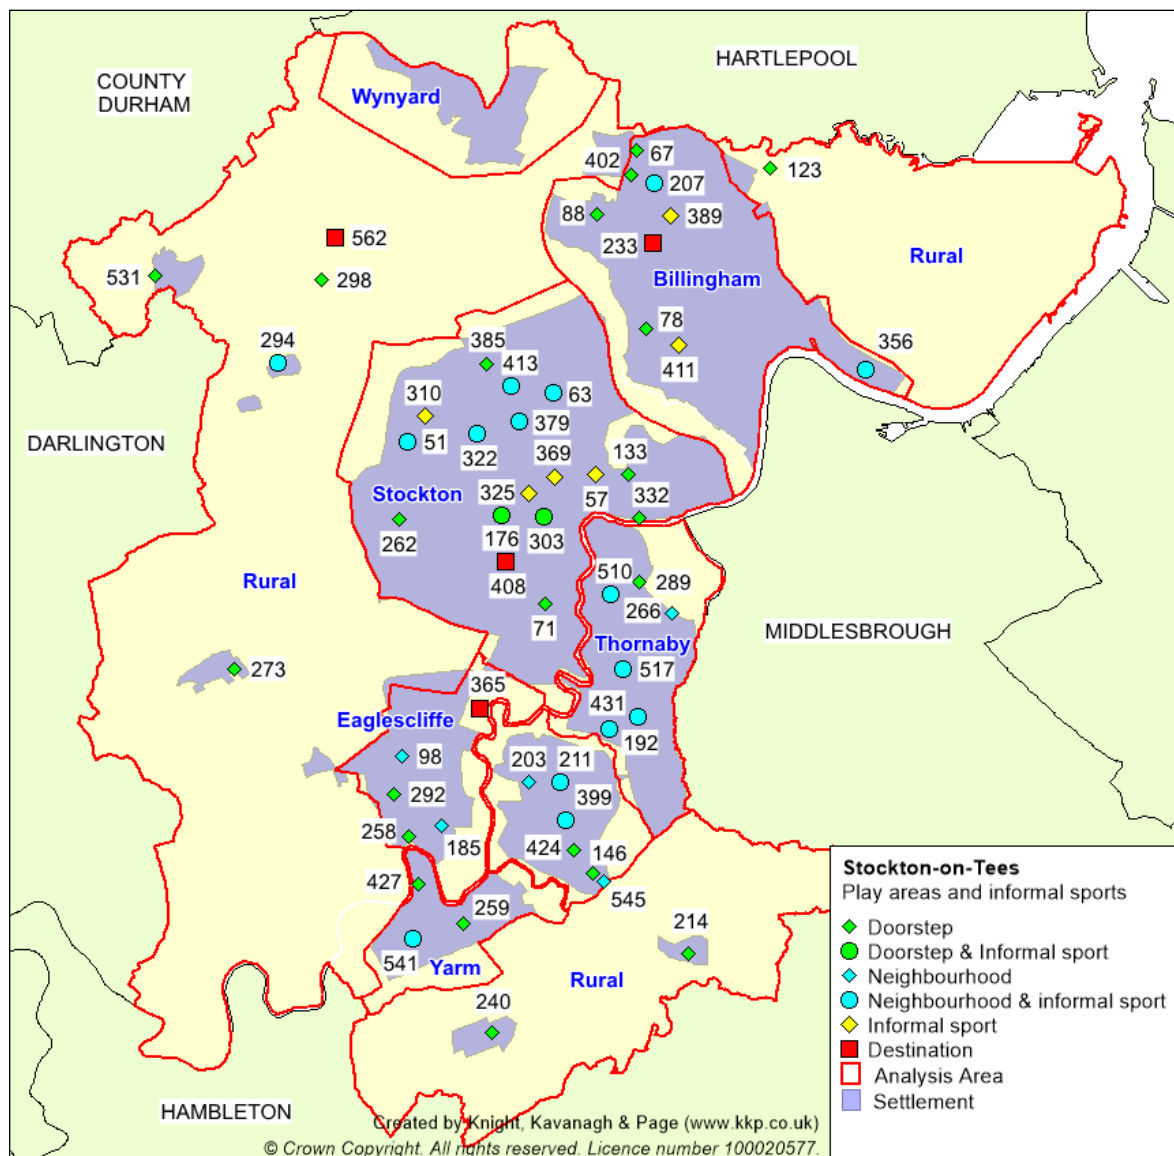 HARTLEPOOL
COUNTY
DURHAM
Wynyard
67
402
123
207
88
389
562
233
Rural
531
298
Billingham
78
294
385
356
413
411
310
63
379
51
DARLINGTON
322
369
133
325
Stockton
57
332
262
176
303
510
Rural
408
289
266
71
MIDDLESBROUGH
Thornaby
273
517
365
431
Eaglescliffe
192
98
203
211
292
399
258
185
424
146
427
545
259
214
541
Yarm
Rural
240
HAMBLETON
Stockton-on-Tees
Play areas and informal sports
Doorstep
Doorstep & Informal sport
Neighbourhood
Neighbourhood & informal sport
Informal sport
Destination
Analysis Area
Settlement
Created by Knight, Kavanagh & Page (www.kkp.co.uk)
© Crown Copyright. All rights reserved. Licence number 100020577.